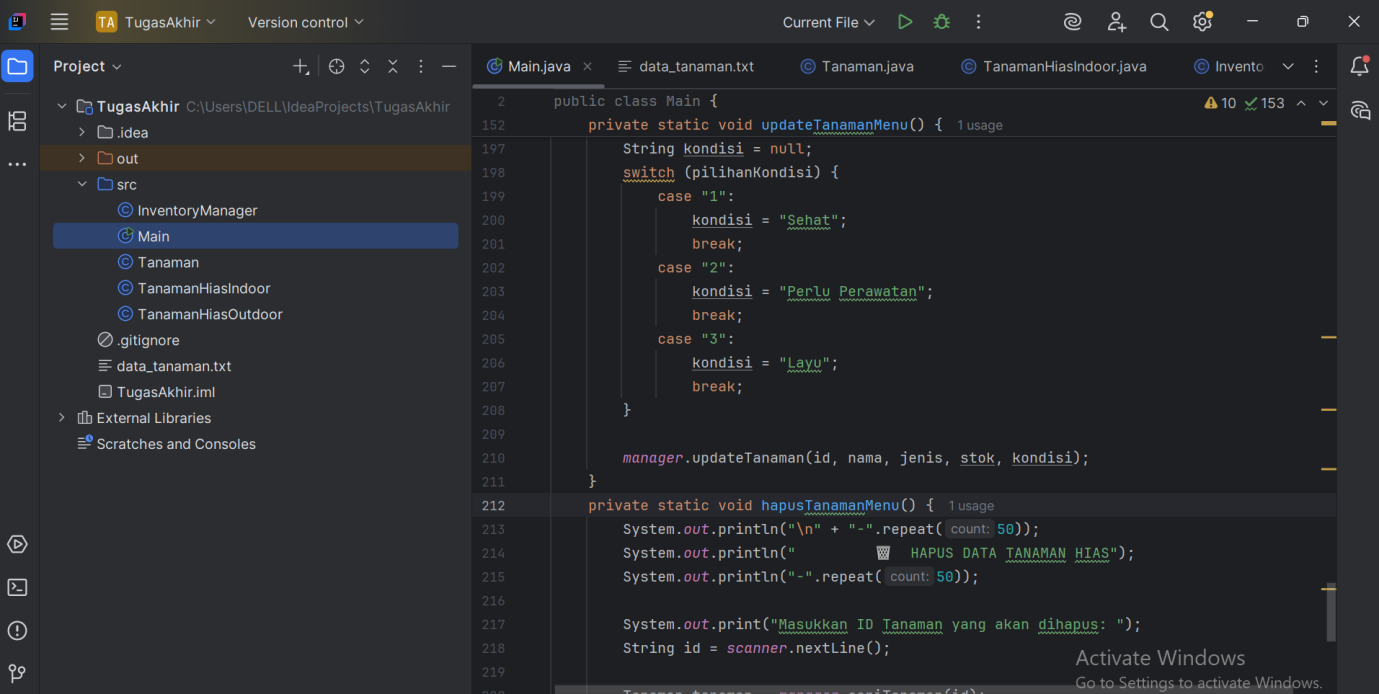 TA TugasAkhir Version control Current File
Project
Main.java data_tanaman.txt Tanaman.java TanamanHiasIndoor.java Invento
TugasAkhir C:\Users\DELL\IdeaProjects\TugasAkhir
.idea
out
src
InventoryManager
Main
Tanaman
TanamanHiasIndoor
TanamanHiasOutdoor
.gitignore
data_tanaman.txt
TugasAkhir.iml
External Libraries
Scratches and Consoles
10 153
2 public class Main {
152 private static void updateTanamanMenu() { 1 usage
197 String kondisi = null;
198 switch (pilihanKondisi) {
199 case "1":
200 kondisi = "Sehat";
201 break;
202 case "2":
203 kondisi = "Perlu Perawatan";
204 break;
205 case "3":
206 kondisi = "Layu";
207 break;
208 }
209
210 manager.updateTanaman(id, nama, jenis, stok, kondisi);
211 }
212 private static void hapusTanamanMenu() { 1 usage
213 System.out.println("\n" + "-".repeat( count: 50));
214 System.out.println(" 🗑 HAPUS DATA TANAMAN HIAS");
215 System.out.println("-".repeat( count: 50));
216
217 System.out.print("Masukkan ID Tanaman yang akan dihapus: ");
218 String id = scanner.nextLine();
219
Activate Windows
Go to Settings to activate Windows.